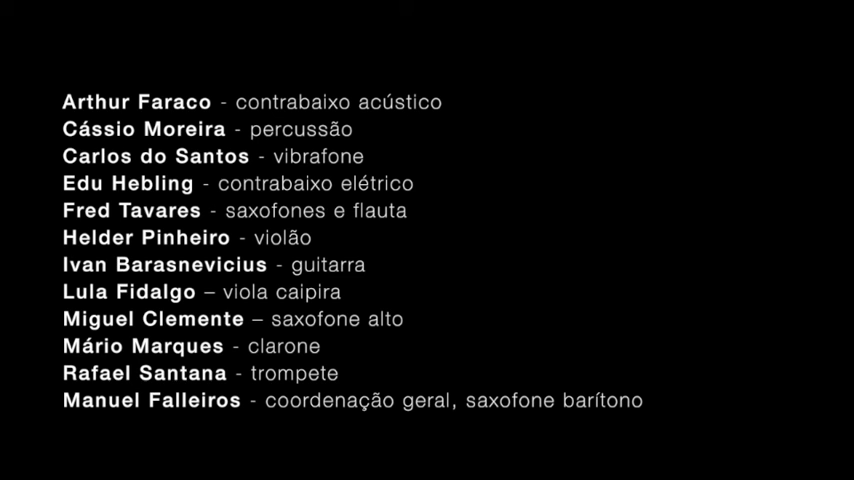 Arthur Faraco - contrabaixo acústico
Cássio Moreira - percussão
Carlos do Santos - vibrafone
Edu Hebling - contrabaixo elétrico
Fred Tavares - saxofones e flauta
Helder Pinheiro - violão
Ivan Barasnevicius - guitarra
Lula Fidalgo – viola caipira
Miguel Clemente – saxofone alto
Mário Marques - clarone
Rafael Santana - trompete
Manuel Falleiros - coordenação geral, saxofone barítono